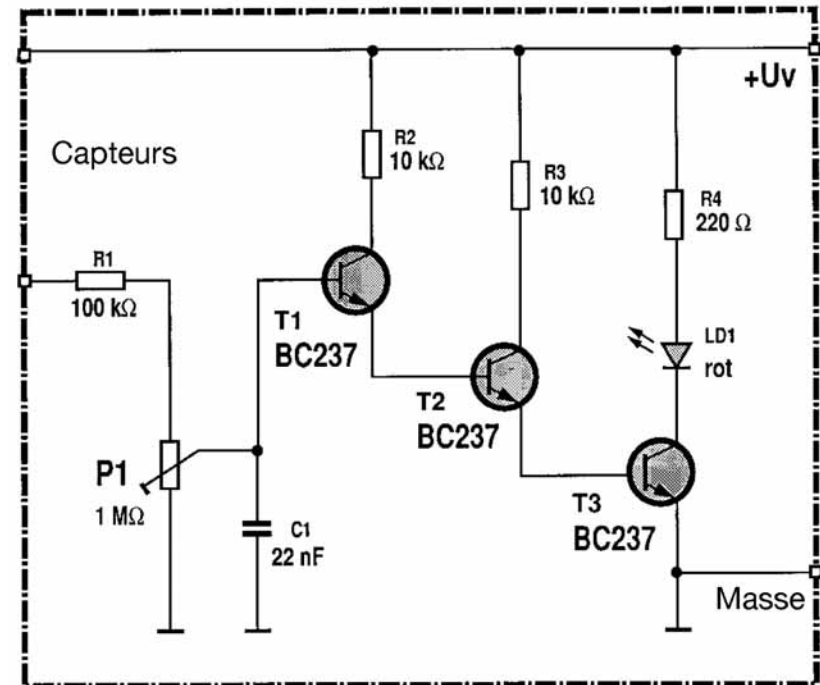 +Uv
Capteurs
R2
10 kΩ
R3
10 kΩ
R4
220 Ω
R1
100 kΩ
T1
BC237
LD1
rot
T2
BC237
P1
1 MΩ
C1
22 nF
T3
BC237
Masse